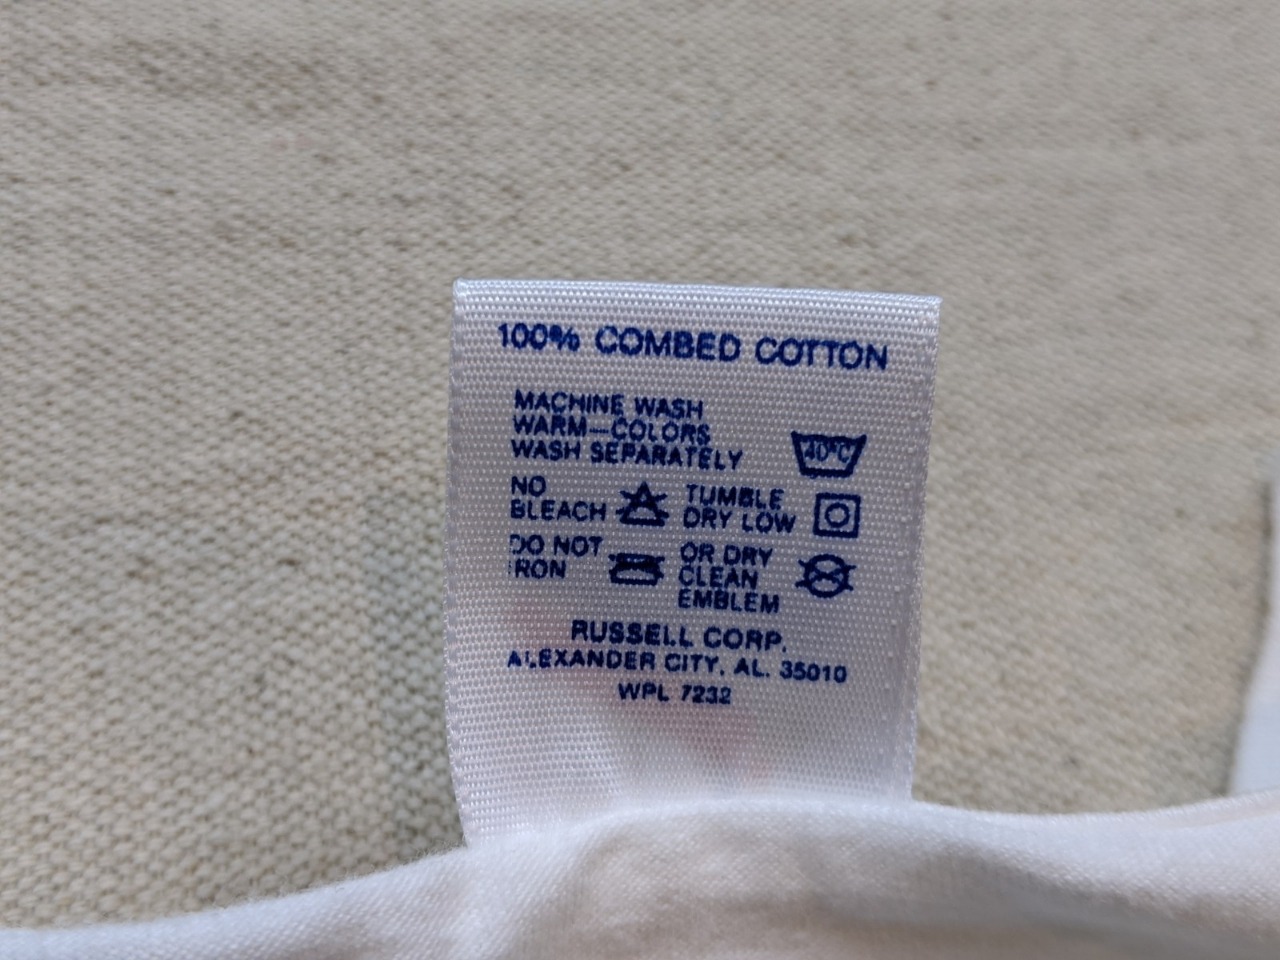 100% COMBED COTTON
MACHINE WASH
WARM—COLORS
WASH SEPARATELY
40°C
NO
BLEACH
TUMBLE
DRY LOW
DO NOT
IRON
OR DRY
CLEAN
EMBLEM
RUSSELL CORP.
ALEXANDER CITY, AL. 35010
WPL 7232